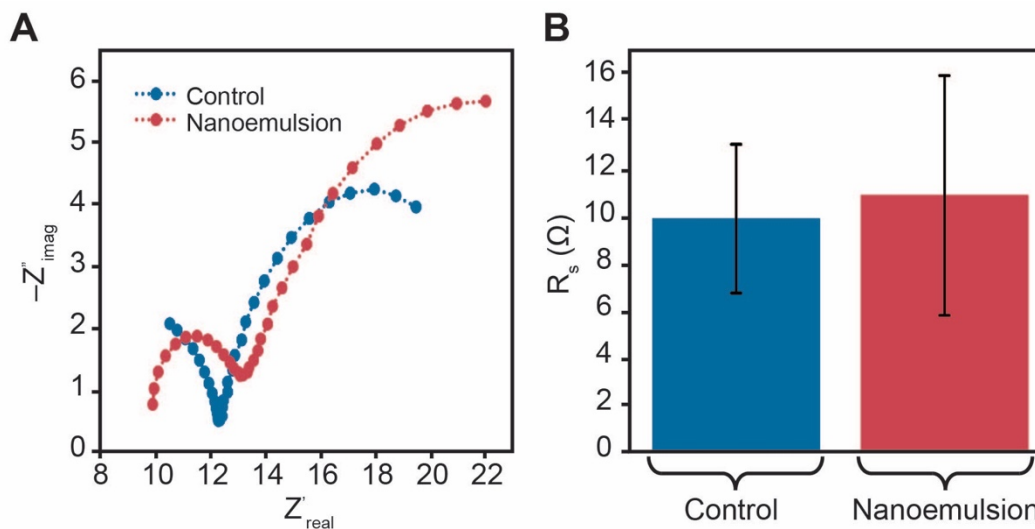 A
B
Control
Nanoemulsion
6
5
4
3
2
1
0
–Z"imag
8 10 12 14 16 18 20 22
Z'real
16
14
12
10
8
6
4
2
0
Rs (Ω)
Control Nanoemulsion